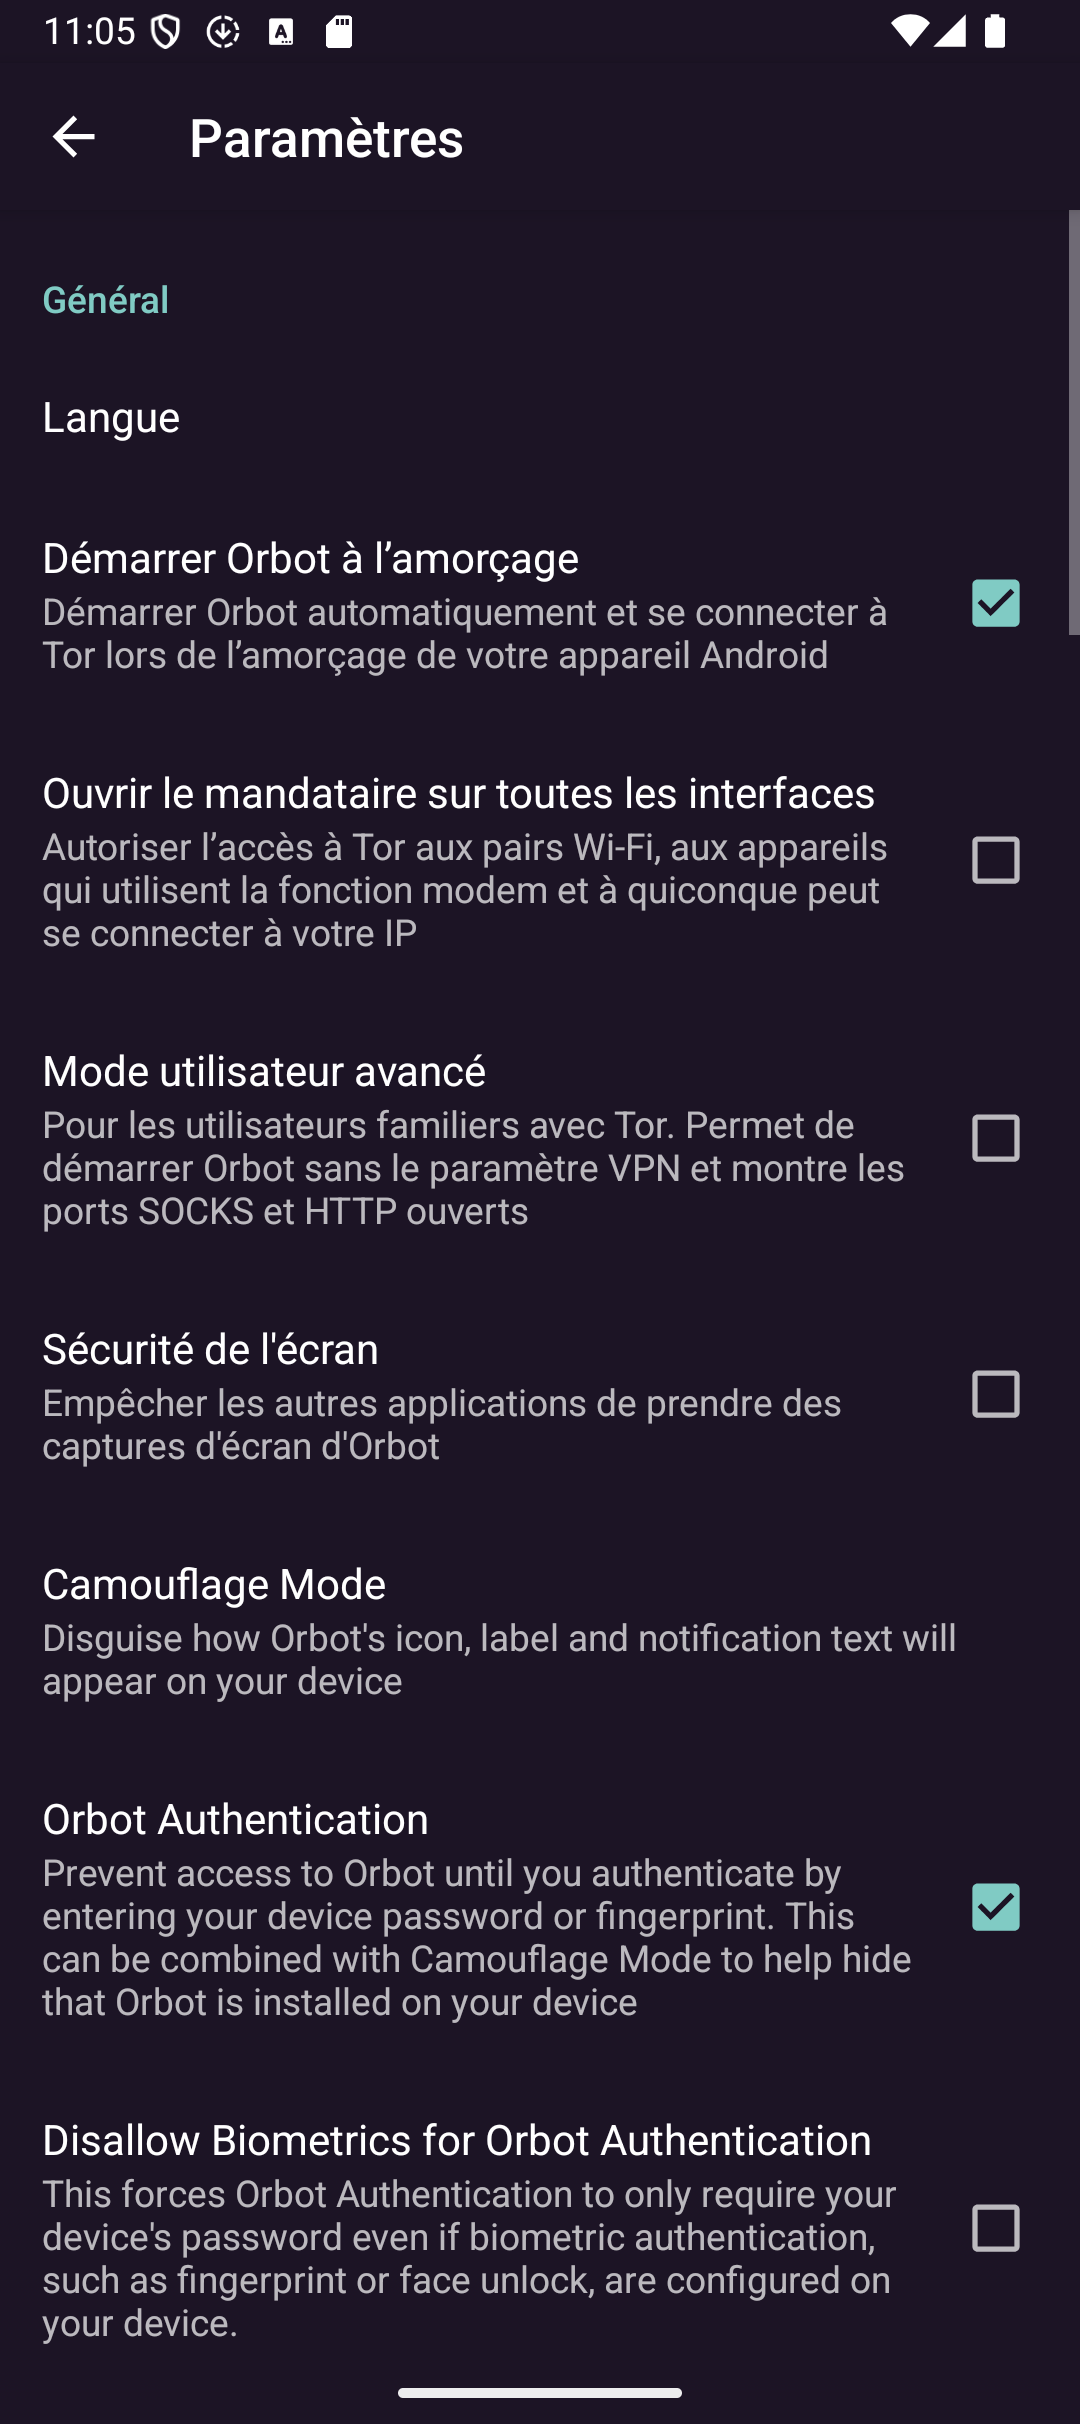 11:05
Paramètres
Général
Langue
Démarrer Orbot à l’amorçage
Démarrer Orbot automatiquement et se connecter à
Tor lors de l’amorçage de votre appareil Android
Ouvrir le mandataire sur toutes les interfaces
Autoriser l’accès à Tor aux pairs Wi-Fi, aux appareils
qui utilisent la fonction modem et à quiconque peut
se connecter à votre IP
Mode utilisateur avancé
Pour les utilisateurs familiers avec Tor. Permet de
démarrer Orbot sans le paramètre VPN et montre les
ports SOCKS et HTTP ouverts
Sécurité de l'écran
Empêcher les autres applications de prendre des
captures d'écran d'Orbot
Camouflage Mode
Disguise how Orbot's icon, label and notification text will
appear on your device
Orbot Authentication
Prevent access to Orbot until you authenticate by
entering your device password or fingerprint. This
can be combined with Camouflage Mode to help hide
that Orbot is installed on your device
Disallow Biometrics for Orbot Authentication
This forces Orbot Authentication to only require your
device's password even if biometric authentication,
such as fingerprint or face unlock, are configured on
your device.